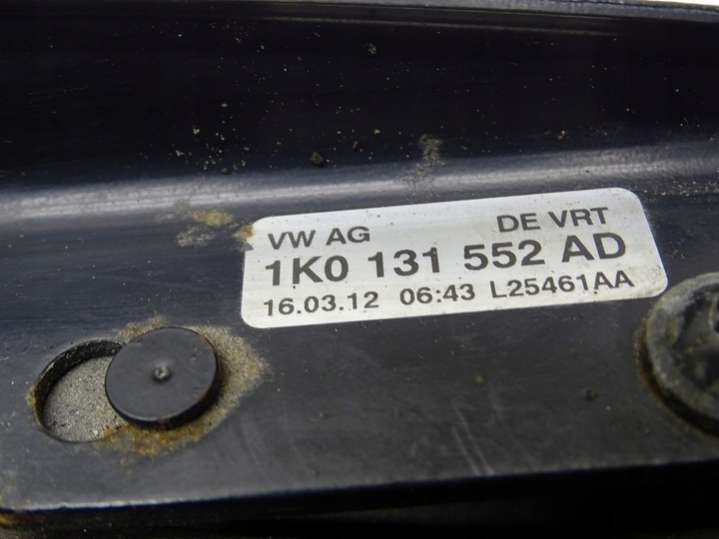 VW AG DE VRT
1K0 131 552 AD
16.03.12 06:43 L25461AA